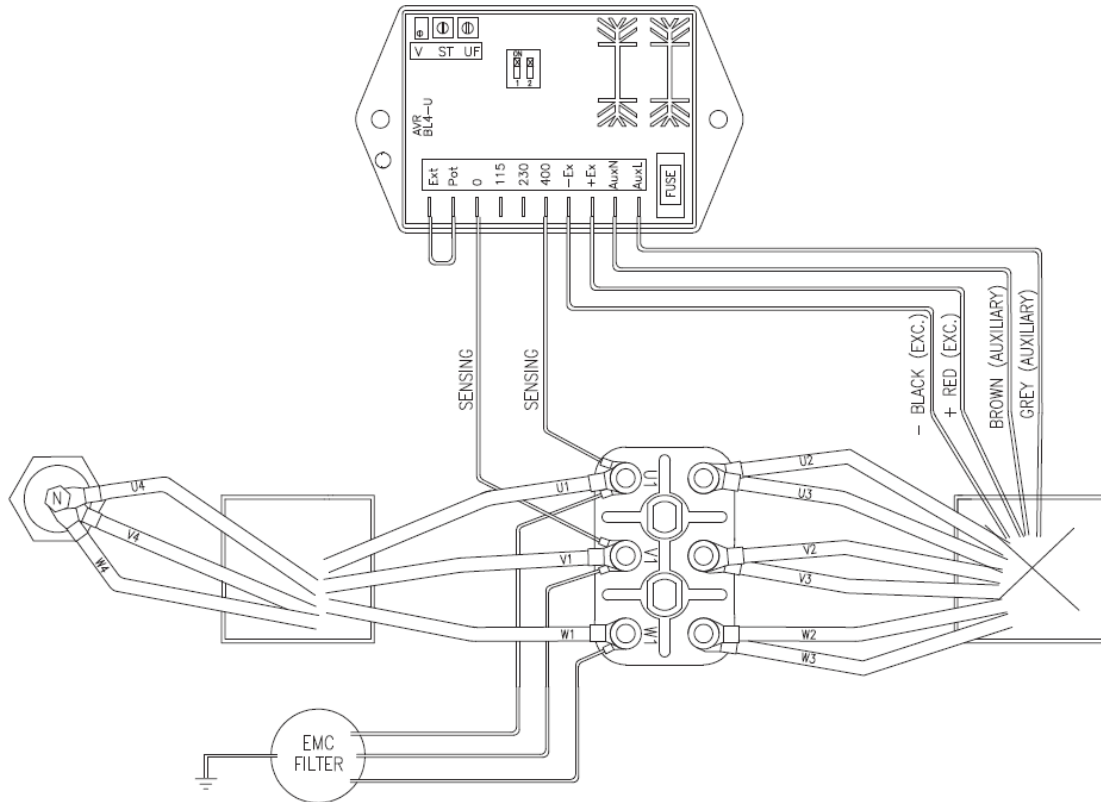 V ST UF
ON
1 2
AVR
BL4-U
Ext
Pot
0
115
230
400
-Ex
+Ex
AuxN
AuxL
FUSE
SENSING
SENSING
- BLACK (EXC.)
+ RED (EXC.)
BROWN (AUXILIARY)
GREY (AUXILIARY)
N
U4
V4
W4
U1
V1
W1
U1
V1
W1
U2
U3
V2
V3
W2
W3
EMC
FILTER